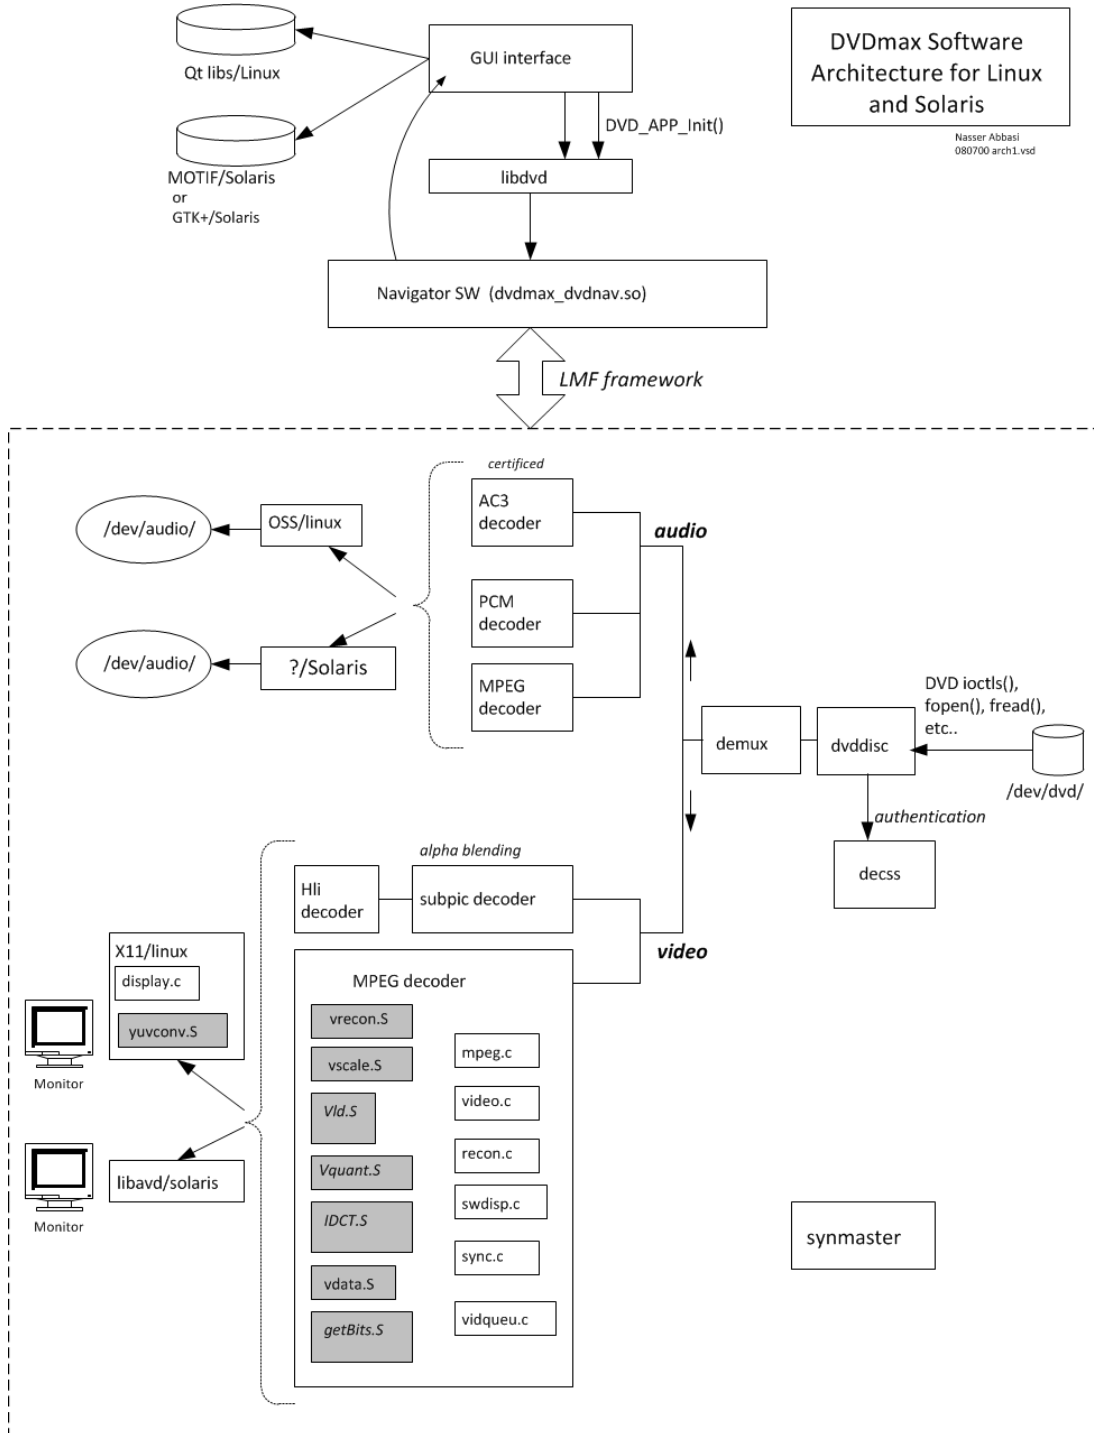 DVDmax Software
Architecture for Linux
and Solaris
Nasser Abbasi
080700 arch1.vsd
GUI interface
Qt libs/Linux
MOTIF/Solaris
or
GTK+/Solaris
DVD_APP_Init()
libdvd
Navigator SW  (dvdmax_dvdnav.so)
LMF framework
certificed
AC3
decoder
PCM
decoder
MPEG
decoder
OSS/linux
/dev/audio/
?/Solaris
/dev/audio/
audio
demux
dvddisc
DVD ioctls(),
fopen(), fread(),
etc..
/dev/dvd/
authentication
decss
alpha blending
Hli
decoder
subpic decoder
video
X11/linux
display.c
yuvconv.S
Monitor
libavd/solaris
Monitor
MPEG decoder
vrecon.S
vscale.S
Vld.S
Vquant.S
IDCT.S
vdata.S
getBits.S
mpeg.c
video.c
recon.c
swdisp.c
sync.c
vidqueu.c
synmaster